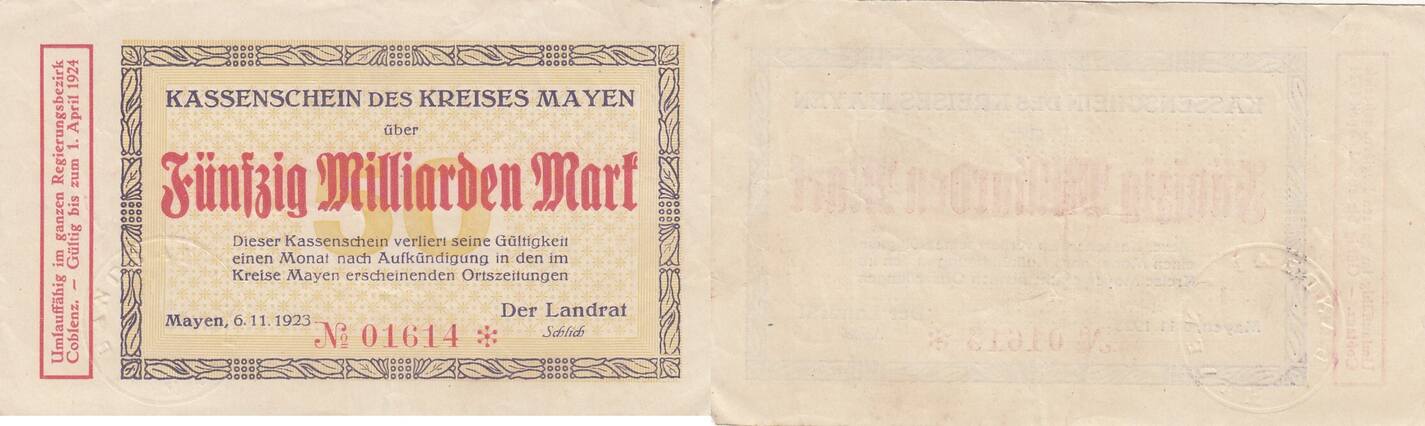 Umlauffähig im ganzen Regierungsbezirk
Coblenz. – Gültig bis zum 1. April 1924
KASSENSCHEIN DES KREISES MAYEN
über
50
Fünfzig Milliarden Mark
Dieser Kassenschein verliert seine Gültigkeit
einen Monat nach Aufkündigung in den im
Kreise Mayen erscheinenden Ortszeitungen
Mayen, 6.11.1923
Der Landrat
Schlich
№ 01614 *